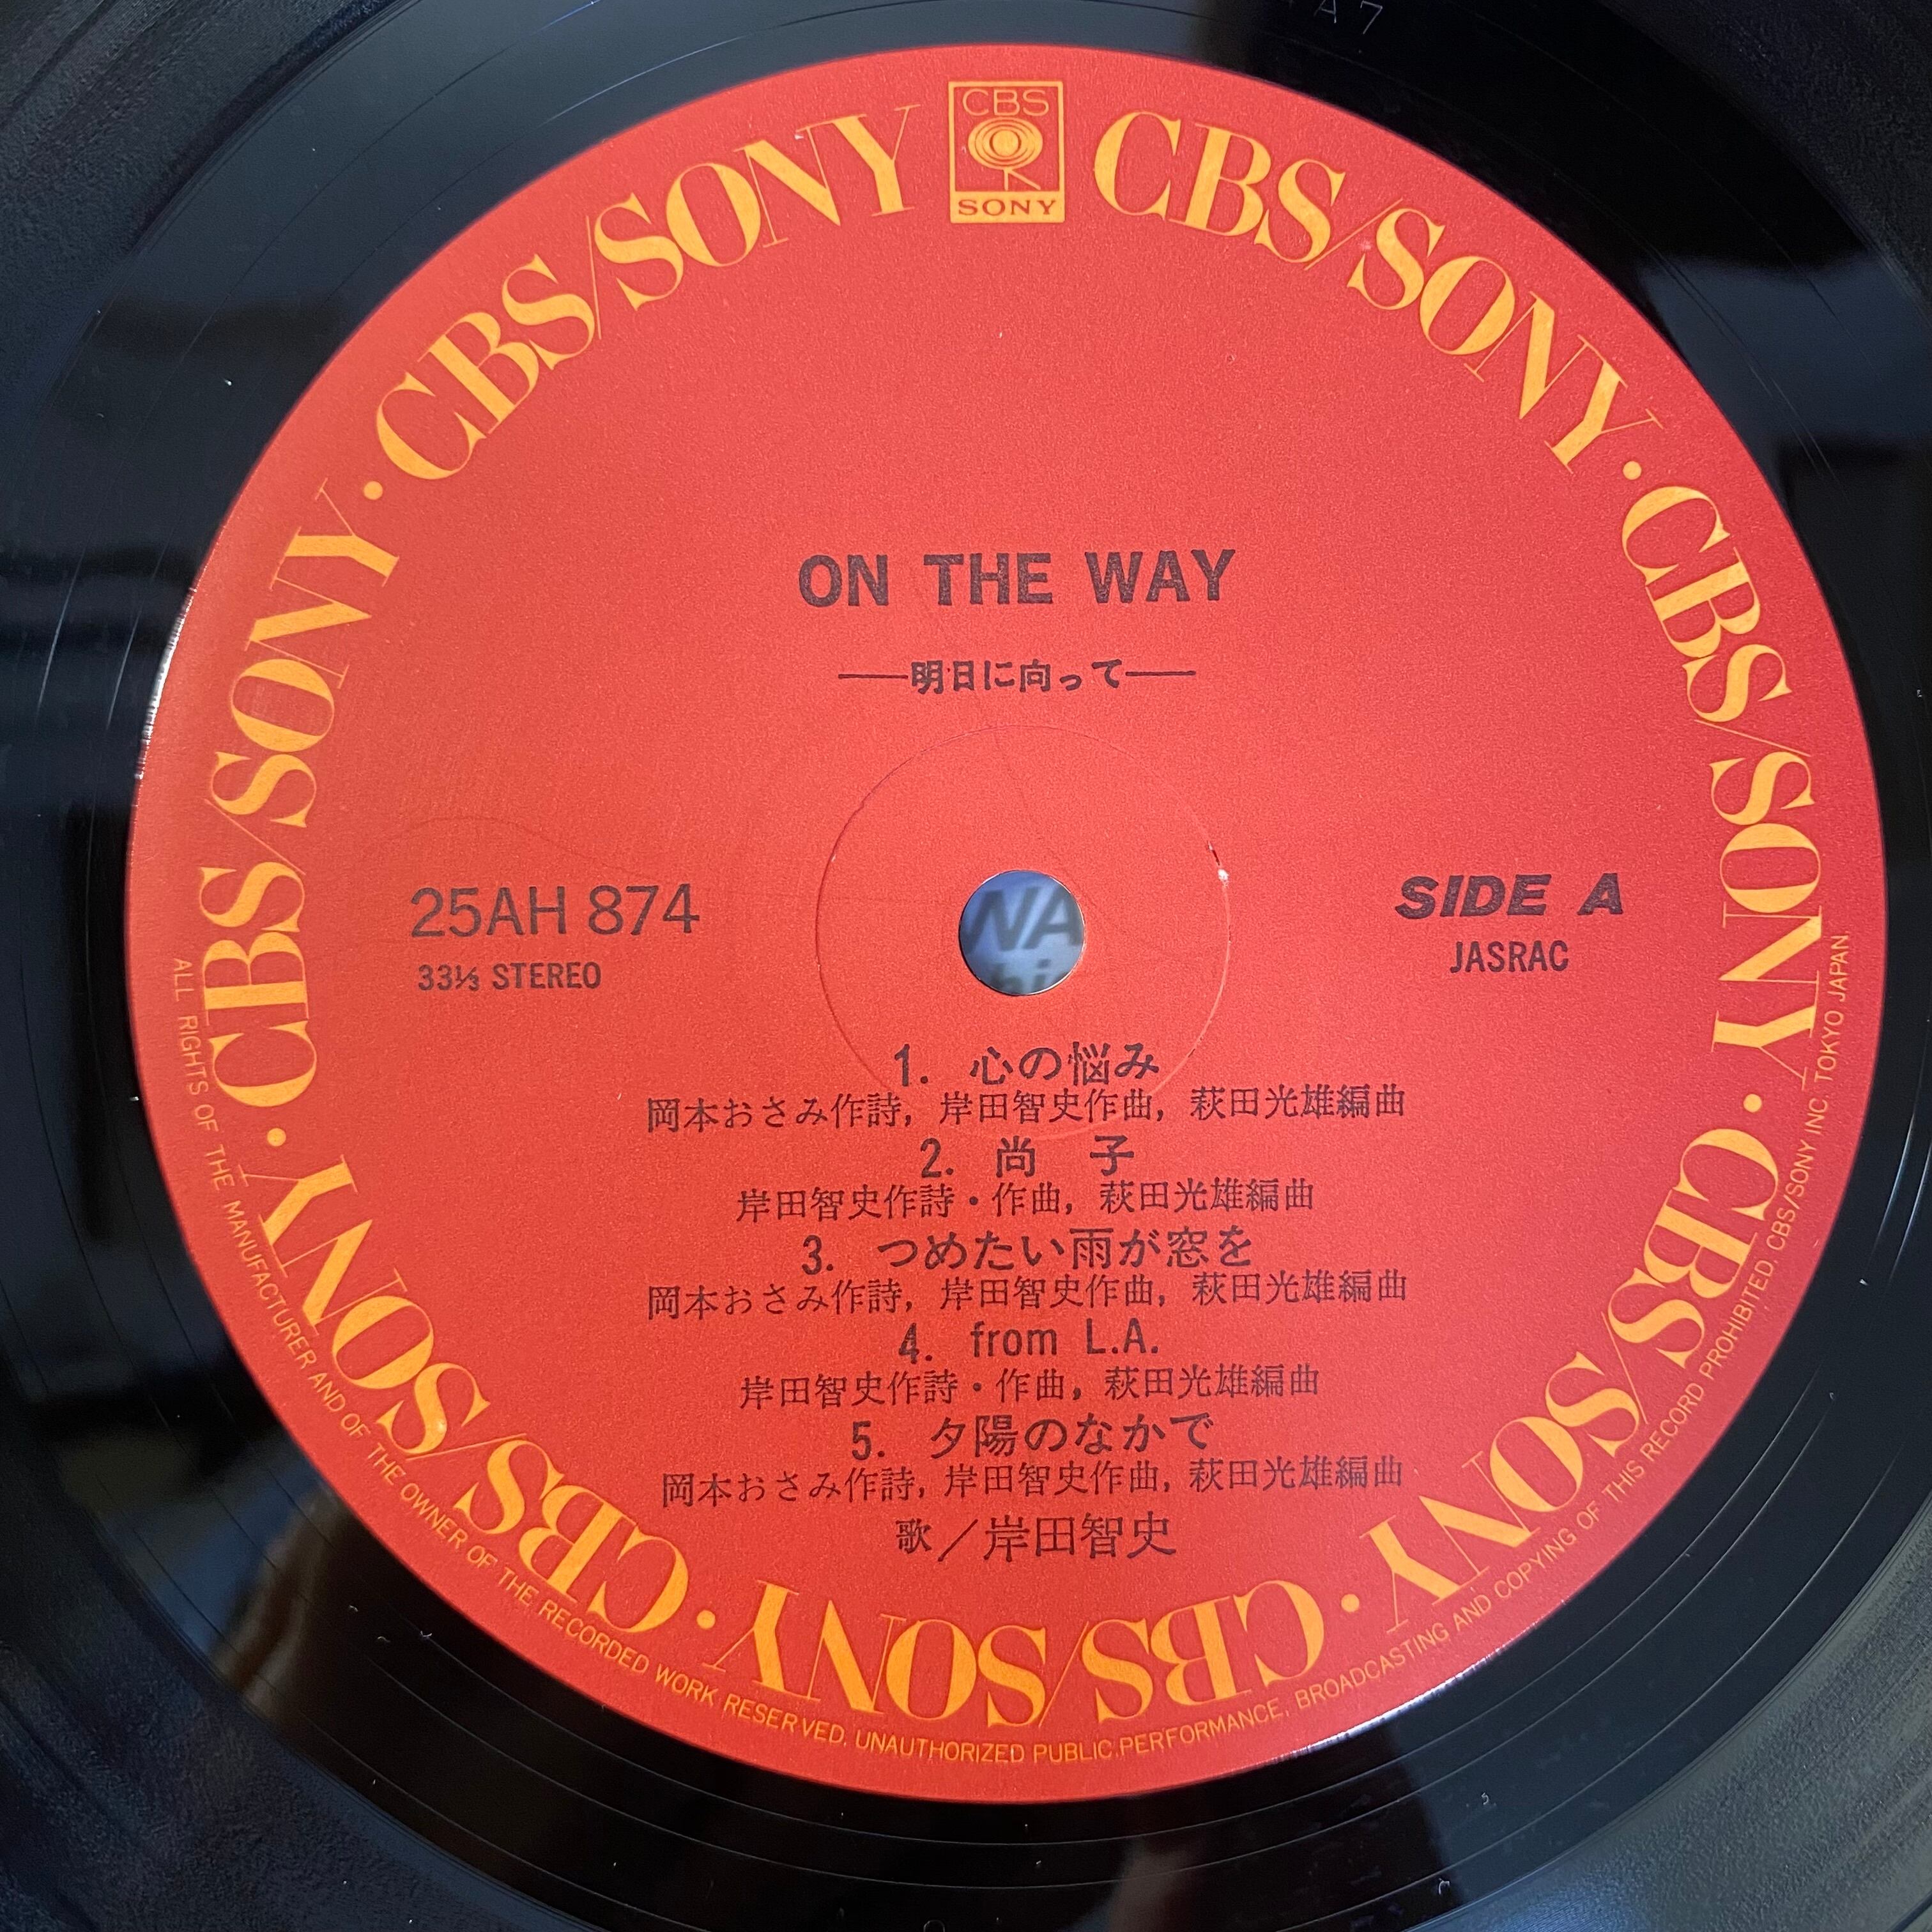 A7
CBS
SONY
CBS/SONY · CBS/SONY · CBS/SONY · CBS/SONY · CBS/SONY · CBS/SONY · CBS/SONY
ON THE WAY
——明日に向って——
25AH 874
33⅓ STEREO
SIDE A
JASRAC
WA
1. 心の悩み
岡本おさみ作詩, 岸田智史作曲, 萩田光雄編曲
2. 尚 子
岸田智史作詩・作曲, 萩田光雄編曲
3. つめたい雨が窓を
岡本おさみ作詩, 岸田智史作曲, 萩田光雄編曲
4. from L.A.
岸田智史作詩・作曲, 萩田光雄編曲
5. 夕陽のなかで
岡本おさみ作詩, 岸田智史作曲, 萩田光雄編曲
歌／岸田智史
ALL RIGHTS OF THE MANUFACTURER AND OF THE OWNER OF THE RECORDED WORK RESERVED. UNAUTHORIZED PUBLIC.PERFORMANCE, BROADCASTING AND COPYING OF THIS RECORD PROHIBITED. CBS/SONY INC. TOKYO JAPAN